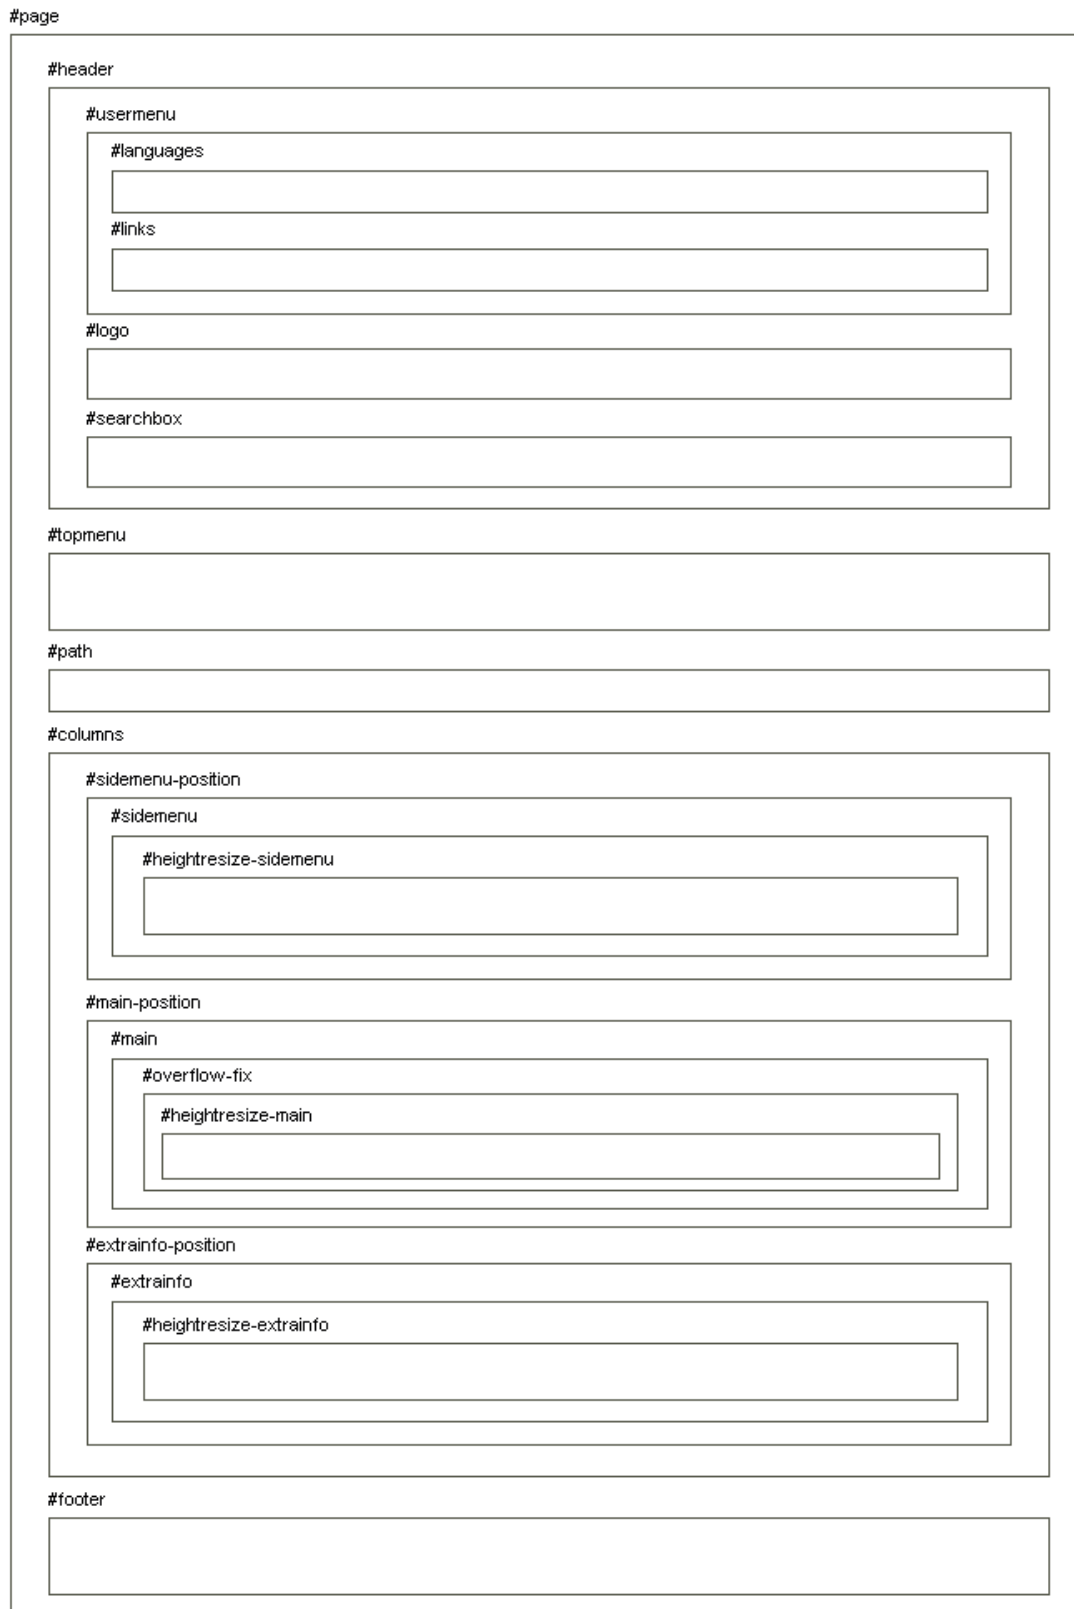 #page
#header
#usermenu
#languages
#links
#logo
#searchbox
#topmenu
#path
#columns
#sidemenu-position
#sidemenu
#heightresize-sidemenu
#main-position
#main
#overflow-fix
#heightresize-main
#extrainfo-position
#extrainfo
#heightresize-extrainfo
#footer